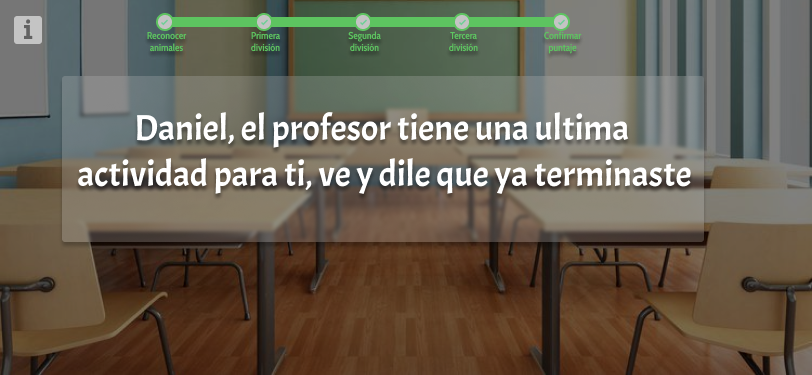 i
Reconocer
animales
Primera
división
Segunda
división
Tercera
división
Confirmar
puntaje
Daniel, el profesor tiene una ultima
actividad para ti, ve y dile que ya terminaste